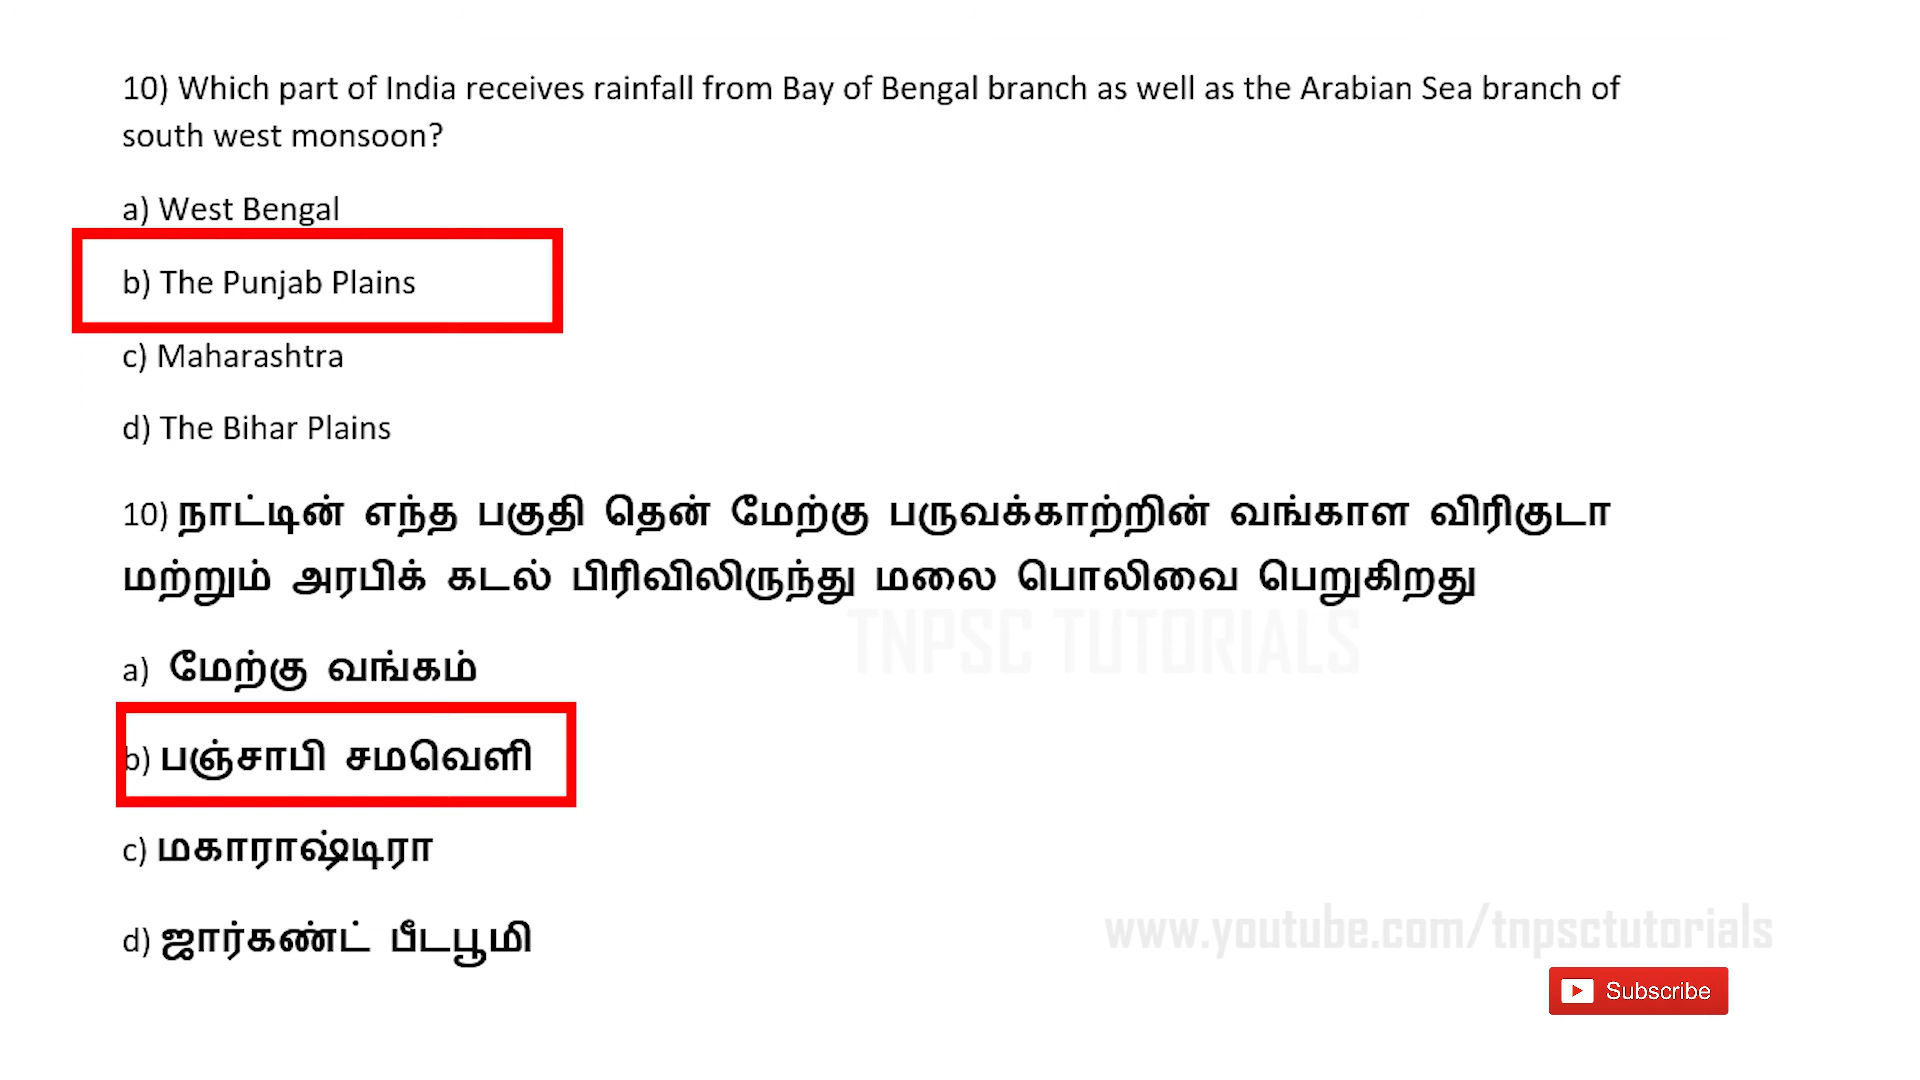 10) Which part of India receives rainfall from Bay of Bengal branch as well as the Arabian Sea branch of
south west monsoon?
a) West Bengal
b) The Punjab Plains
c) Maharashtra
d) The Bihar Plains
10) நாட்டின் எந்த பகுதி தென் மேற்கு பருவக்காற்றின் வங்காள விரிகுடா
மற்றும் அரபிக் கடல் பிரிவிலிருந்து மலை பொலிவை பெறுகிறது
TNPSC TUTORIALS
a) மேற்கு வங்கம்
b) பஞ்சாபி சமவெளி
c) மகாராஷ்டிரா
d) ஜார்கண்ட் பீடபூமி
www.youtube.com/tnpsctutorials
Subscribe